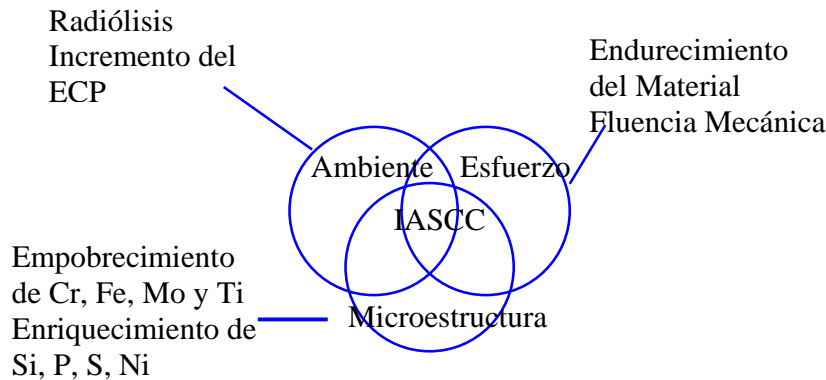 Radiólisis
Incremento del
ECP
Endurecimiento
del Material
Fluencia Mecánica
Ambiente
Esfuerzo
IASCC
Empobrecimiento
de Cr, Fe, Mo y Ti
Enriquecimiento de
Si, P, S, Ni
Microestructura